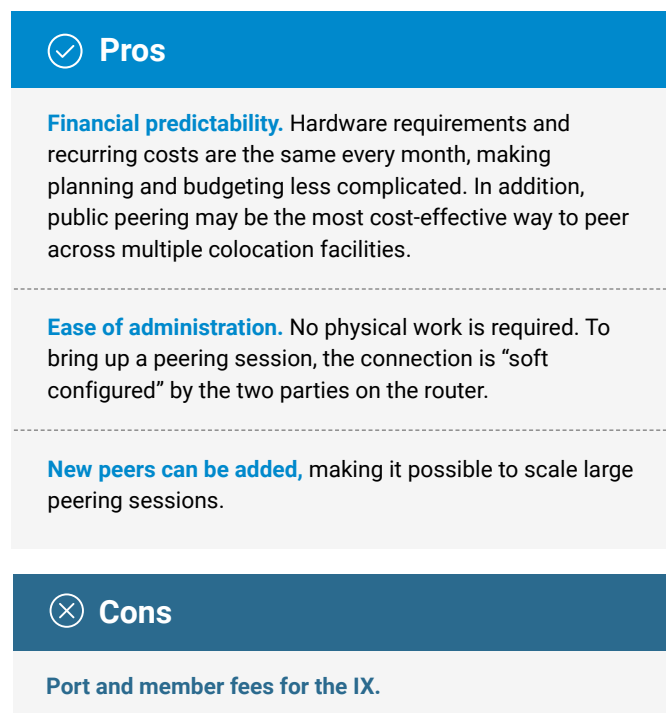 Pros
Financial predictability. Hardware requirements and
recurring costs are the same every month, making
planning and budgeting less complicated. In addition,
public peering may be the most cost-effective way to peer
across multiple colocation facilities.
Ease of administration. No physical work is required. To
bring up a peering session, the connection is “soft
configured” by the two parties on the router.
New peers can be added, making it possible to scale large
peering sessions.
Cons
Port and member fees for the IX.